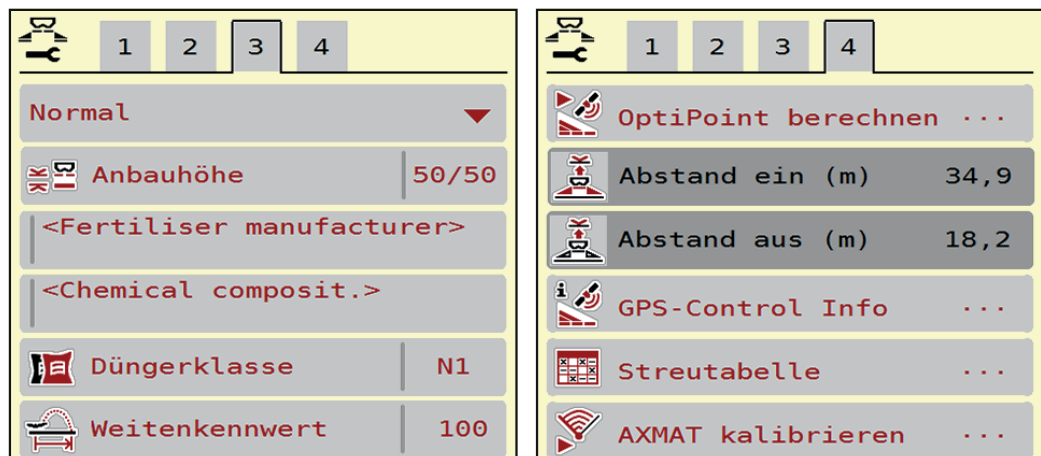 1 2 3 4
Normal
Anbauhöhe 50/50
<Fertiliser manufacturer>
<Chemical composit.>
Düngerklasse N1
Weitenkennwert 100
1 2 3 4
OptiPoint berechnen ...
Abstand ein (m) 34,9
Abstand aus (m) 18,2
GPS-Control Info ...
Streutabelle ...
AXMAT kalibrieren ...